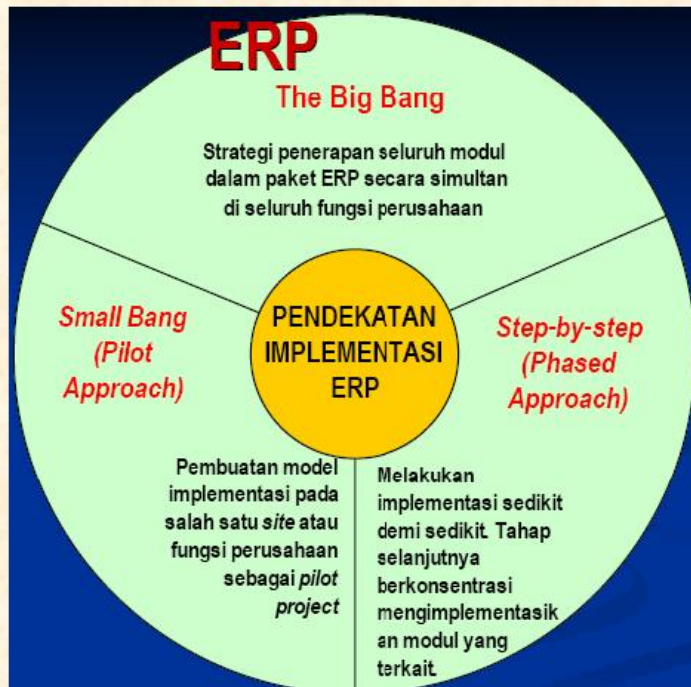 ERP
The Big Bang
Strategi penerapan seluruh modul
dalam paket ERP secara simultan
di seluruh fungsi perusahaan
Small Bang
(Pilot
Approach)
PENDEKATAN
IMPLEMENTASI
ERP
Step-by-step
(Phased
Approach)
Pembuatan model
implementasi pada
salah satu site atau
fungsi perusahaan
sebagai pilot
project
Melakukan
implementasi sedikit
demi sedikit. Tahap
selanjutnya
berkonsentrasi
mengimplementasik
an modul yang
terkait.